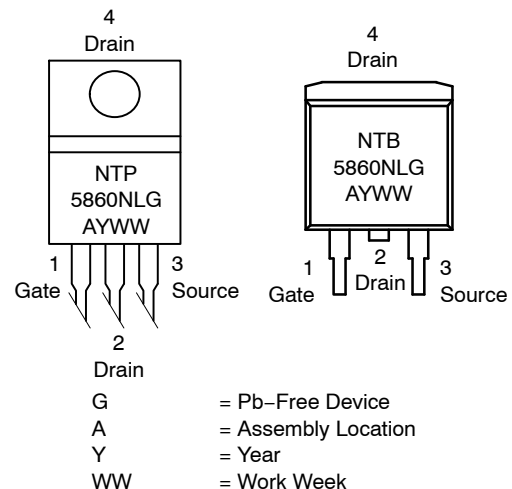 4
Drain
NTP
5860NLG
AYWW
1
Gate
3
Source
2
Drain
4
Drain
NTB
5860NLG
AYWW
1
Gate
2
Drain
3
Source
G = Pb−Free Device
A = Assembly Location
Y = Year
WW = Work Week